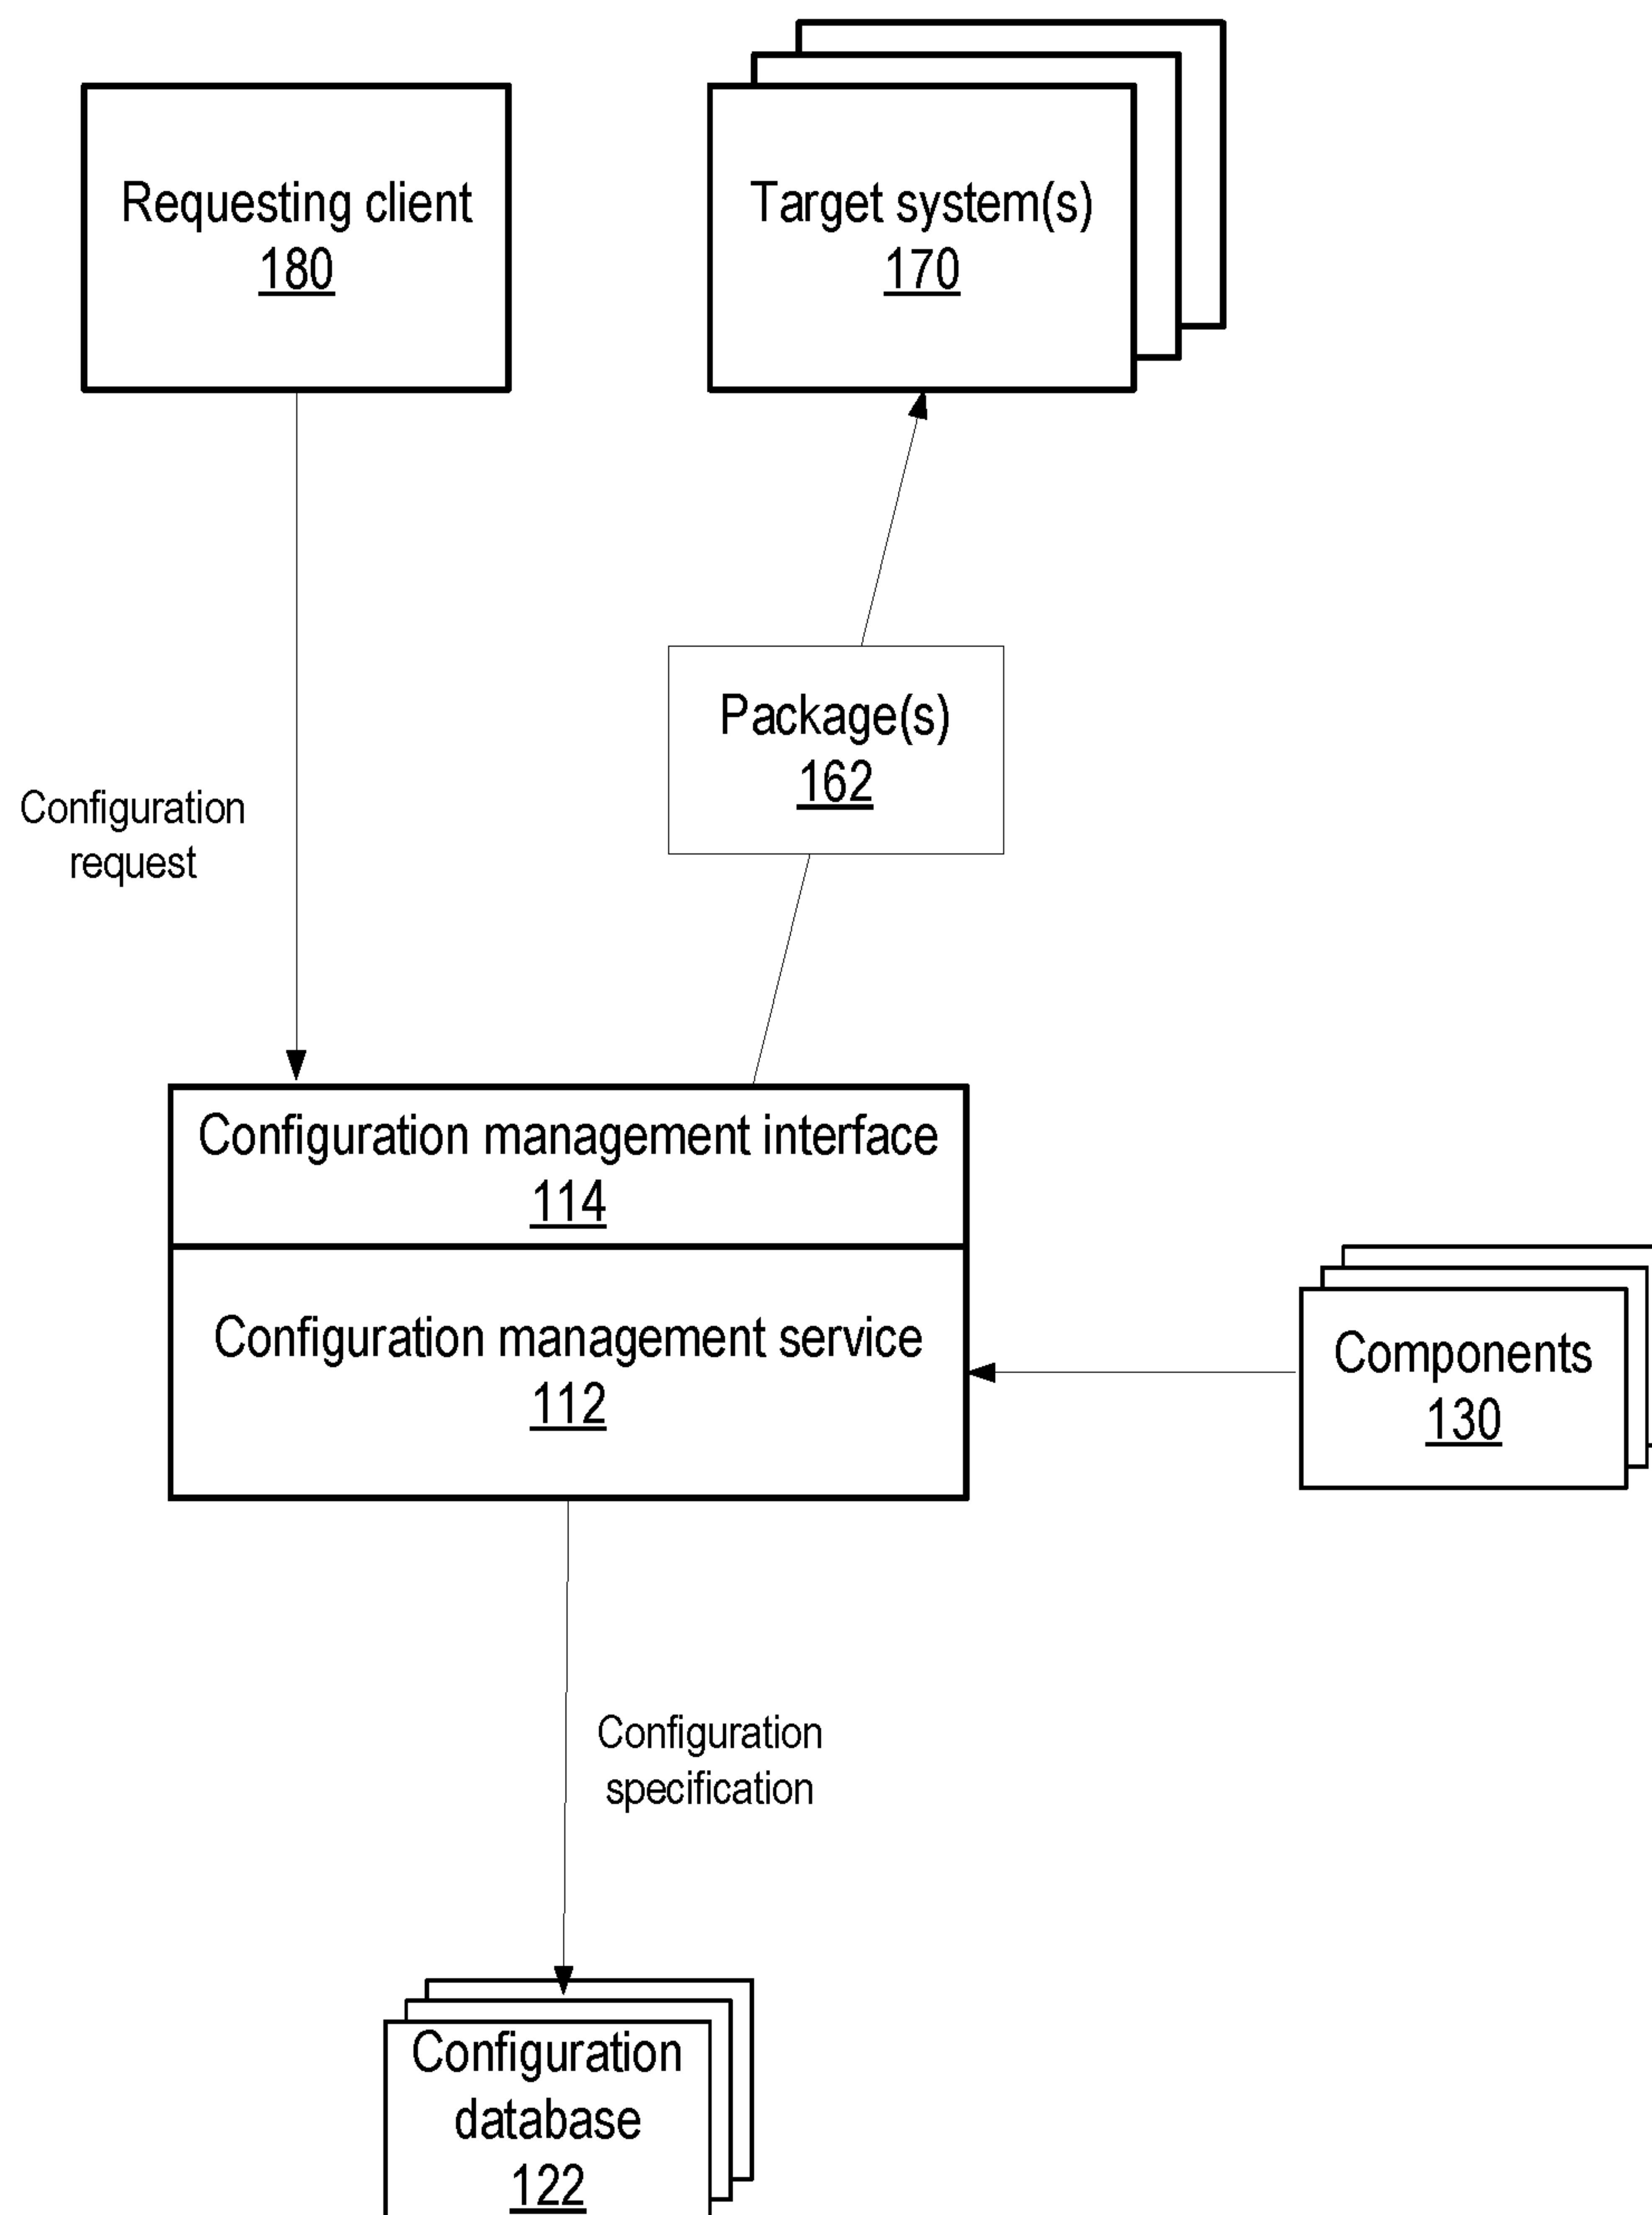 Requesting client
180
Target system(s)
170
Package(s)
162
Configuration
request
Configuration management interface
114
Configuration management service
112
Components
130
Configuration
specification
Configuration
database
122